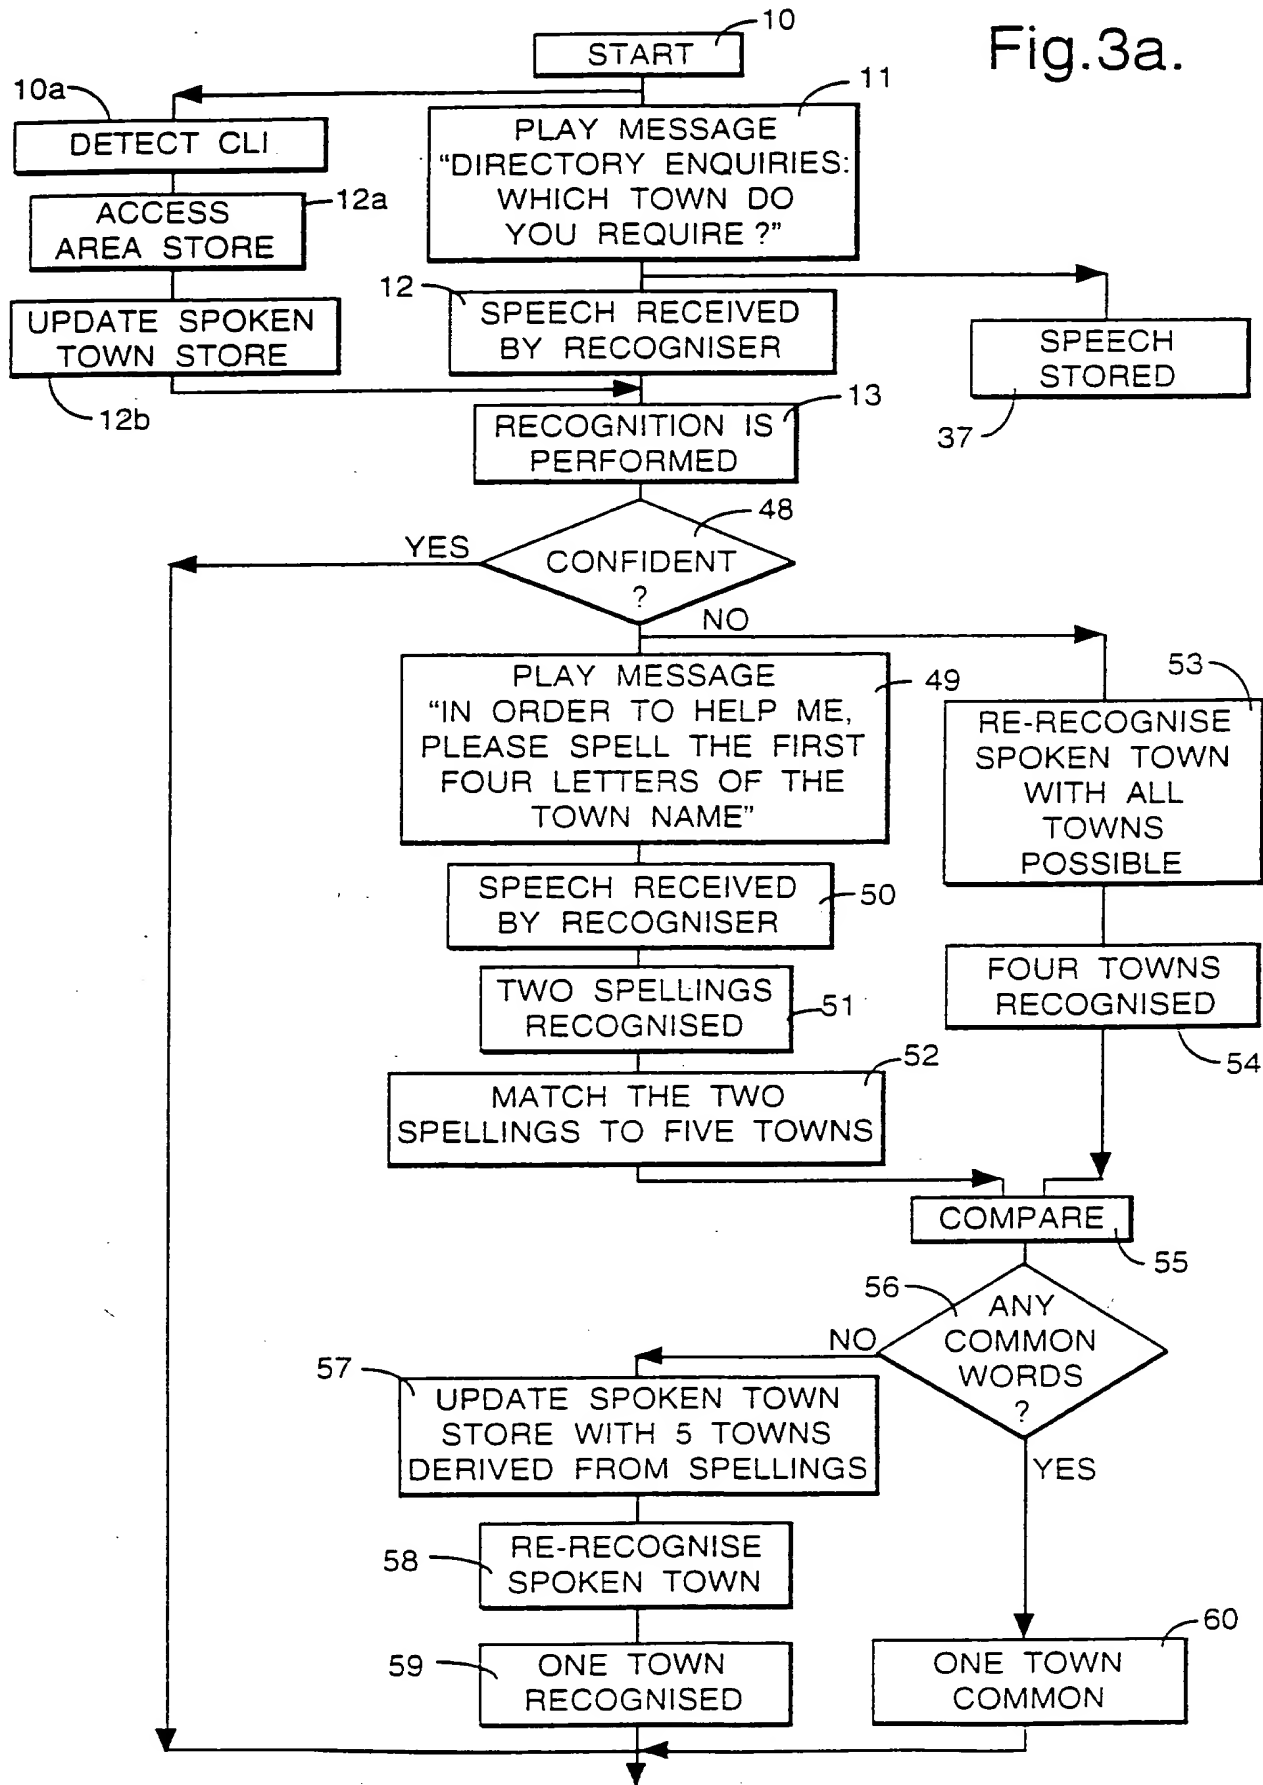 Fig.3a.
10
START
10a
DETECT CLI
11
PLAY MESSAGE
“DIRECTORY ENQUIRIES:
WHICH TOWN DO
YOU REQUIRE ?”
12a
ACCESS
AREA STORE
12
SPEECH RECEIVED
BY RECOGNISER
UPDATE SPOKEN
TOWN STORE
12b
SPEECH
STORED
37
13
RECOGNITION IS
PERFORMED
48
CONFIDENT
?
YES
NO
PLAY MESSAGE
“IN ORDER TO HELP ME,
PLEASE SPELL THE FIRST
FOUR LETTERS OF THE
TOWN NAME”
49
53
RE-RECOGNISE
SPOKEN TOWN
WITH ALL
TOWNS
POSSIBLE
SPEECH RECEIVED
BY RECOGNISER
50
TWO SPELLINGS
RECOGNISED
51
FOUR TOWNS
RECOGNISED
54
52
MATCH THE TWO
SPELLINGS TO FIVE TOWNS
COMPARE
55
56
ANY
COMMON
WORDS
?
NO
YES
57
UPDATE SPOKEN TOWN
STORE WITH 5 TOWNS
DERIVED FROM SPELLINGS
58
RE-RECOGNISE
SPOKEN TOWN
59
ONE TOWN
RECOGNISED
60
ONE TOWN
COMMON